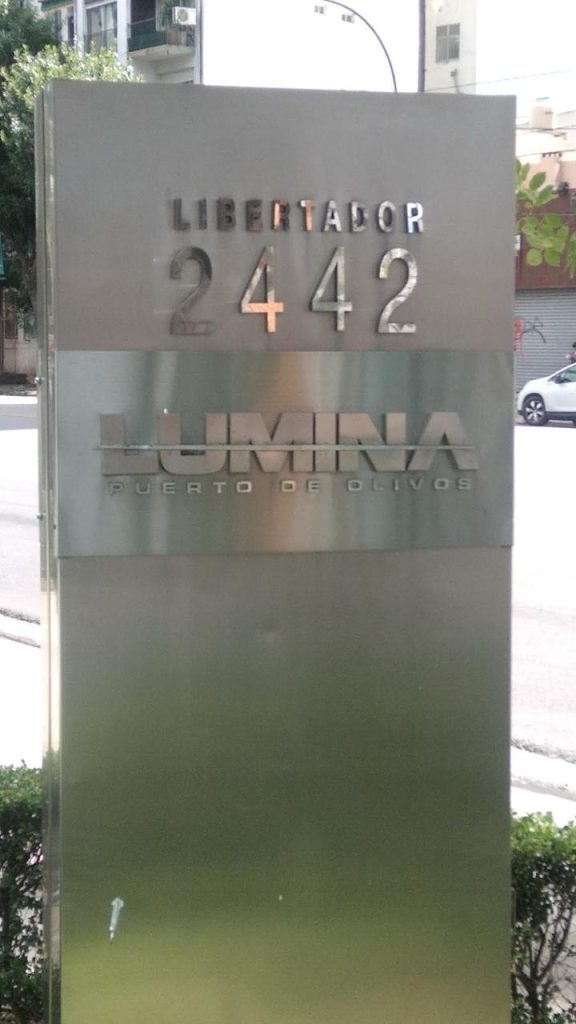 LIBERTADOR
2442
LUMINA
PUERTO DE OLIVOS